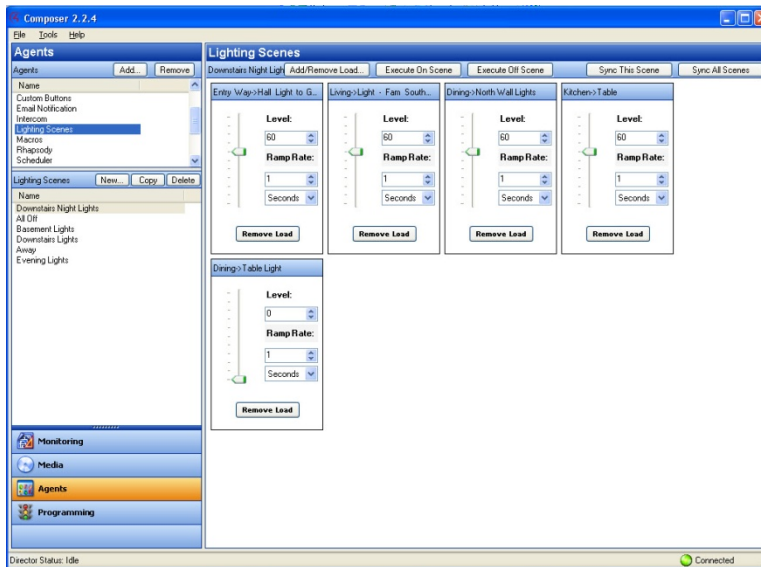 Composer 2.2.4
File Tools Help
Agents
Agents Add... Remove
Name
Custom Buttons
Email Notification
Intercom
Lighting Scenes
Macros
Rhapsody
Scheduler
Lighting Scenes New... Copy Delete
Name
Downstairs Night Lights
All Off
Basement Lights
Downstairs Lights
Away
Evening Lights
Monitoring
Media
Agents
Programming
Lighting Scenes
Downstairs Night Ligh Add/Remove Load... Execute On Scene Execute Off Scene Sync This Scene Sync All Scenes
Entry Way->Hall Light to G...
Level:
60
Ramp Rate:
1
Seconds
Remove Load
Living->Light - Fam South...
Level:
60
Ramp Rate:
1
Seconds
Remove Load
Dining->North Wall Lights
Level:
60
Ramp Rate:
1
Seconds
Remove Load
Kitchen->Table
Level:
60
Ramp Rate:
1
Seconds
Remove Load
Dining->Table Light
Level:
0
Ramp Rate:
1
Seconds
Remove Load
Director Status: Idle
Connected